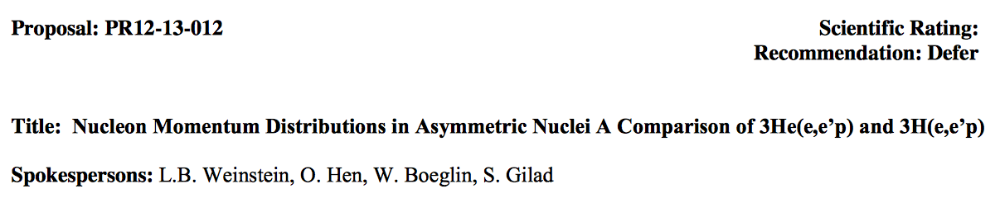 Proposal: PR12-13-012 Scientific Rating:
Recommendation: Defer
Title: Nucleon Momentum Distributions in Asymmetric Nuclei A Comparison of 3He(e,e’p) and 3H(e,e’p)
Spokespersons: L.B. Weinstein, O. Hen, W. Boeglin, S. Gilad